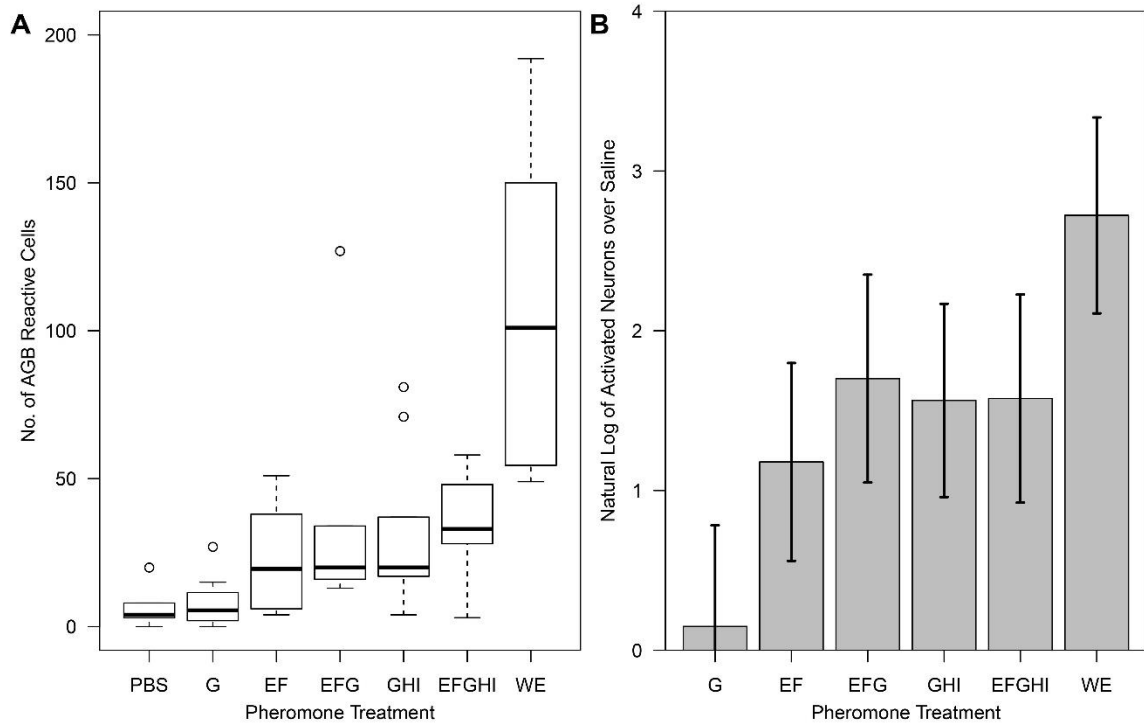 A
No. of AGB Reactive Cells
200
150
100
50
0
PBS G EF EFG GHI EFGHI WE
Pheromone Treatment
B
Natural Log of Activated Neurons over Saline
4
3
2
1
0
G EF EFG GHI EFGHI WE
Pheromone Treatment